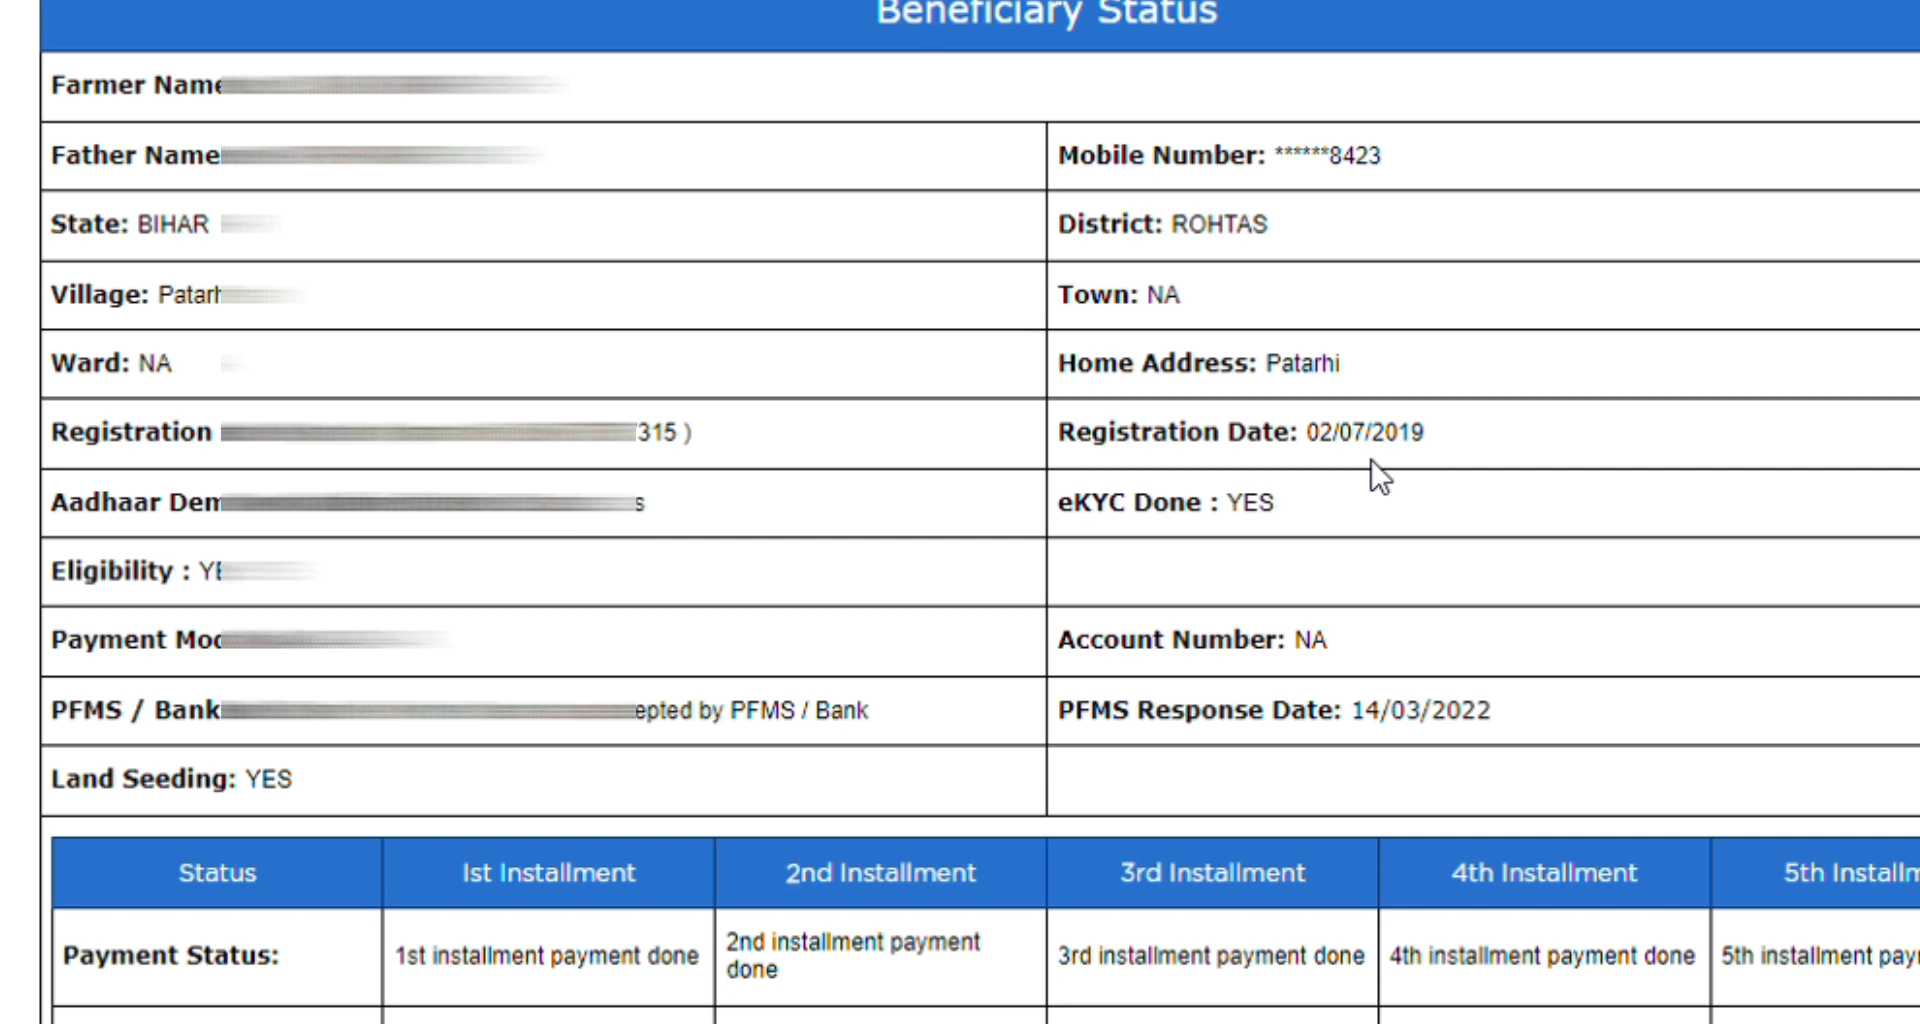 Beneficiary Status
Farmer Name
Father Name
Mobile Number: ******8423
State: BIHAR
District: ROHTAS
Village: Patarh
Town: NA
Ward: NA
Home Address: Patarhi
Registration 315 )
Registration Date: 02/07/2019
Aadhaar Dem s
eKYC Done : YES
Eligibility : YE
Payment Mod
Account Number: NA
PFMS / Bank epted by PFMS / Bank
PFMS Response Date: 14/03/2022
Land Seeding: YES
Status Ist Installment 2nd Installment 3rd Installment 4th Installment 5th Installm
Payment Status: 1st installment payment done 2nd installment payment done 3rd installment payment done 4th installment payment done 5th installment pay